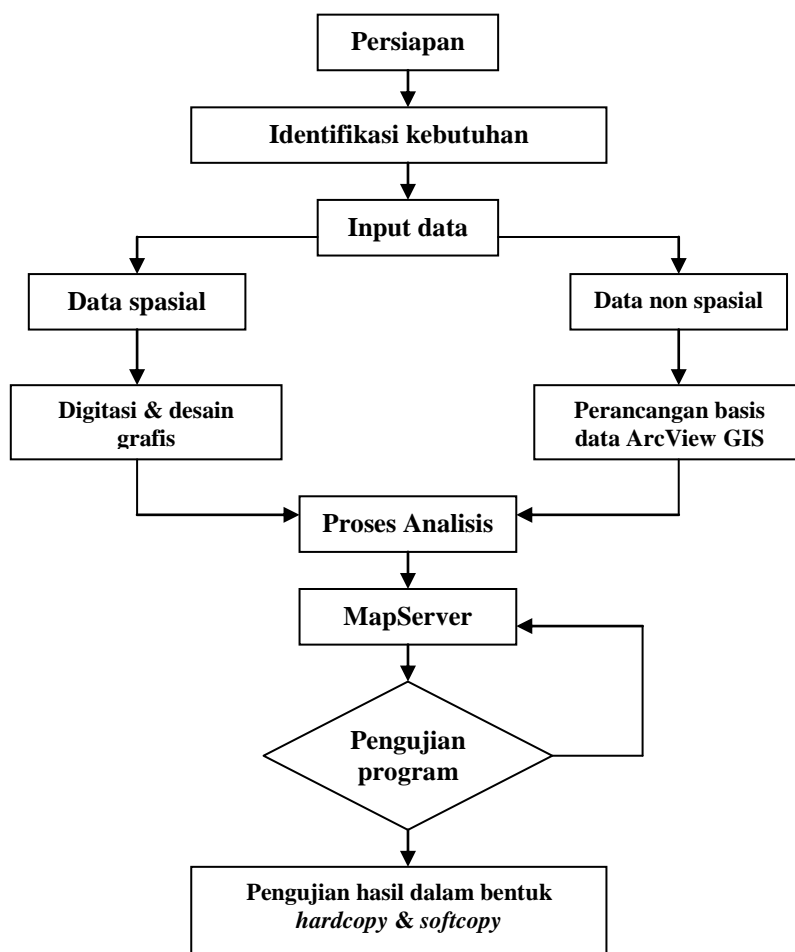 Persiapan
Identifikasi kebutuhan
Input data
Data spasial
Data non spasial
Digitasi & desain
grafis
Perancangan basis
data ArcView GIS
Proses Analisis
MapServer
Pengujian
program
Pengujian hasil dalam bentuk
hardcopy & softcopy